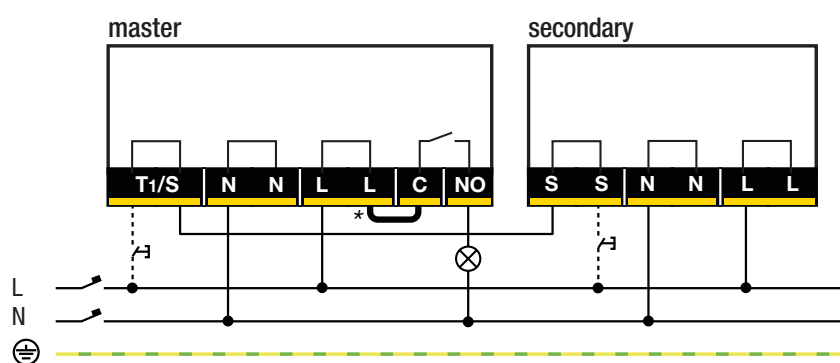 master secondary
T1/S N N L L C NO S S N N L L
*
L
N